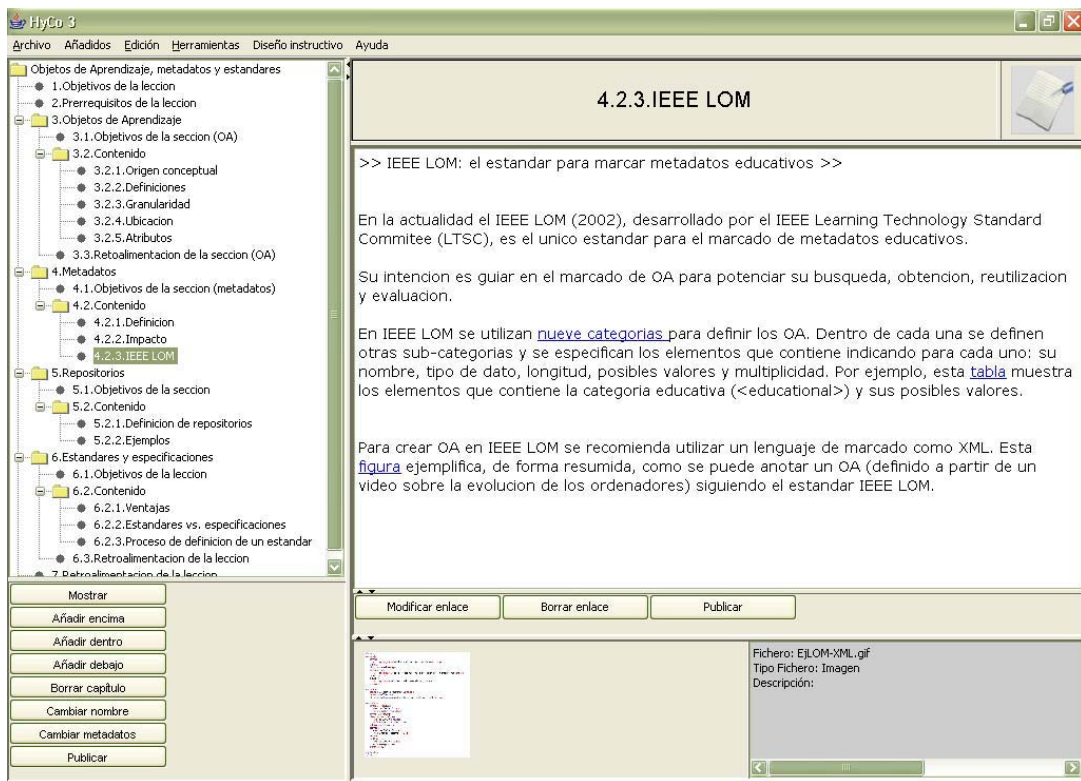 HyCo 3
Archivo Añadidos Edición Herramientas Diseño instructivo Ayuda
Objetos de Aprendizaje, metadatos y estandares
1.Objetivos de la leccion
2.Prerrequisitos de la leccion
3.Objetos de Aprendizaje
3.1.Objetivos de la seccion (OA)
3.2.Contenido
3.2.1.Origen conceptual
3.2.2.Definiciones
3.2.3.Granularidad
3.2.4.Ubicacion
3.2.5.Atributos
3.3.Retoalimentacion de la seccion (OA)
4.Metadatos
4.1.Objetivos de la seccion (metadatos)
4.2.Contenido
4.2.1.Definicion
4.2.2.Impacto
4.2.3.IEEE LOM
5.Repositorios
5.1.Objetivos de la seccion
5.2.Contenido
5.2.1.Definicion de repositorios
5.2.2.Ejemplos
6.Estandares y especificaciones
6.1.Objetivos de la leccion
6.2.Contenido
6.2.1.Ventajas
6.2.2.Estandares vs. especificaciones
6.2.3.Proceso de definicion de un estandar
6.3.Retroalimentacion de la leccion
7.Retroalimentacion de la leccion
Mostrar
Añadir encima
Añadir dentro
Añadir debajo
Borrar capítulo
Cambiar nombre
Cambiar metadatos
Publicar
4.2.3.IEEE LOM
>> IEEE LOM: el estandar para marcar metadatos educativos >>
En la actualidad el IEEE LOM (2002), desarrollado por el IEEE Learning Technology Standard
Commitee (LTSC), es el unico estandar para el marcado de metadatos educativos.
Su intencion es guiar en el marcado de OA para potenciar su busqueda, obtencion, reutilizacion
y evaluacion.
En IEEE LOM se utilizan nueve categorias para definir los OA. Dentro de cada una se definen
otras sub-categorias y se especifican los elementos que contiene indicando para cada uno: su
nombre, tipo de dato, longitud, posibles valores y multiplicidad. Por ejemplo, esta tabla muestra
los elementos que contiene la categoria educativa (<educational>) y sus posibles valores.
Para crear OA en IEEE LOM se recomienda utilizar un lenguaje de marcado como XML. Esta
figura ejemplifica, de forma resumida, como se puede anotar un OA (definido a partir de un
video sobre la evolucion de los ordenadores) siguiendo el estandar IEEE LOM.
Modificar enlace Borrar enlace Publicar
Fichero: EjLOM-XML.gif
Tipo Fichero: Imagen
Descripción: